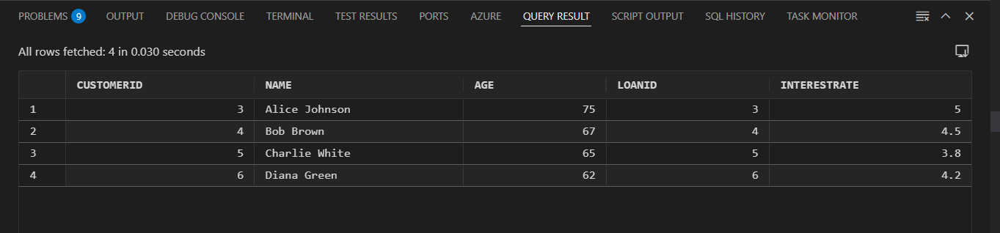 PROBLEMS 9 OUTPUT DEBUG CONSOLE TERMINAL TEST RESULTS PORTS AZURE QUERY RESULT SCRIPT OUTPUT SQL HISTORY TASK MONITOR
All rows fetched: 4 in 0.030 seconds
CUSTOMERID NAME AGE LOANID INTERESTRATE
1 3 Alice Johnson 75 3 5
2 4 Bob Brown 67 4 4.5
3 5 Charlie White 65 5 3.8
4 6 Diana Green 62 6 4.2